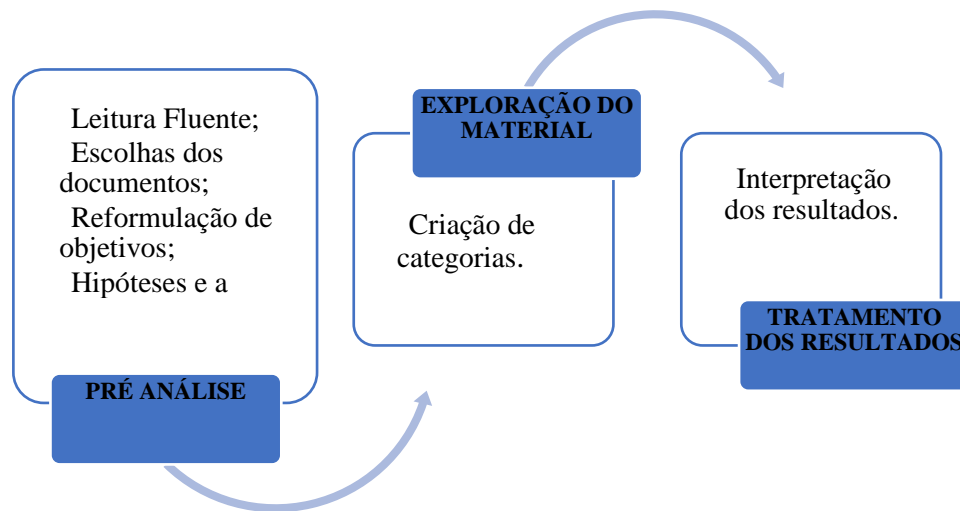 Leitura Fluente;
Escolhas dos
documentos;
Reformulação de
objetivos;
Hipóteses e a
PRÉ ANÁLISE
EXPLORAÇÃO DO
MATERIAL
Criação de
categorias.
Interpretação
dos resultados.
TRATAMENTO
DOS RESULTADOS